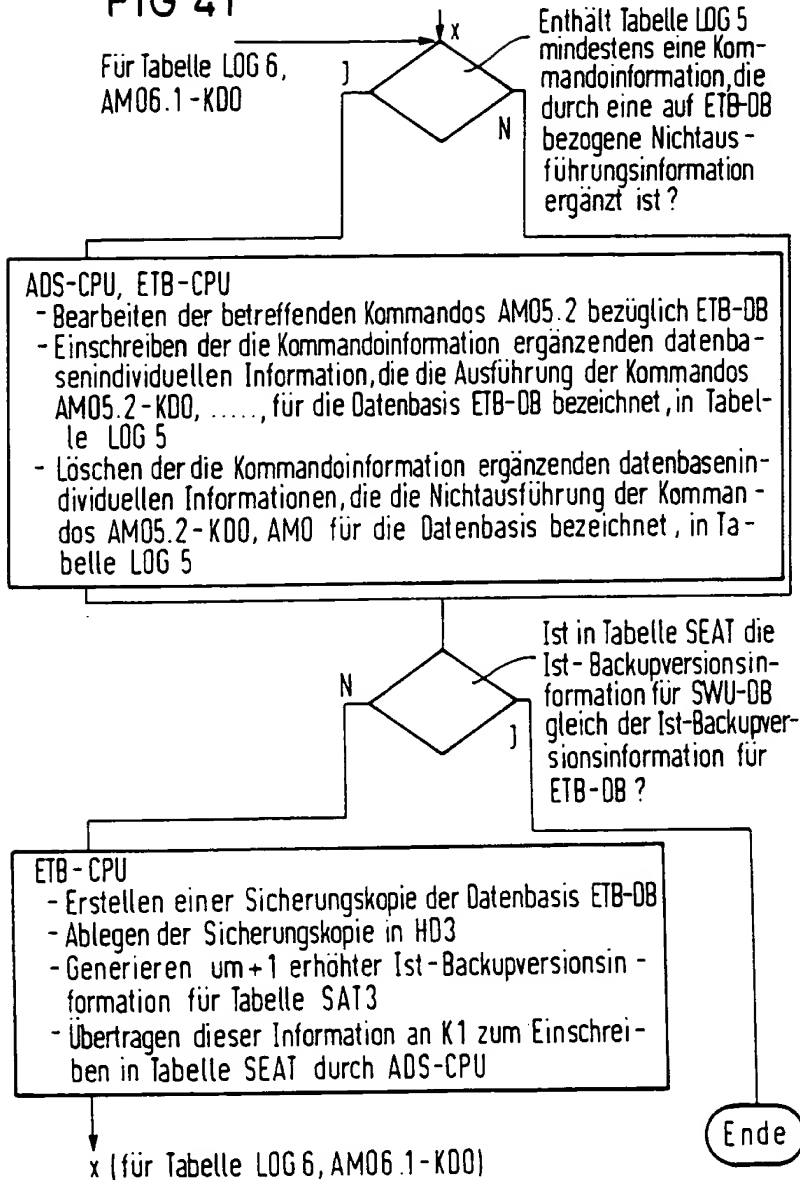 FIG 41
x
Enthält Tabelle LOG 5
mindestens eine Kom-
mandoinformation, die
durch eine auf ETB-DB
bezogene Nichtaus-
führungsinformation
ergänzt ist ?
Für Tabelle LOG 6,
AM06.1-KDO
J
N
ADS-CPU, ETB-CPU
- Bearbeiten der betreffenden Kommandos AM05.2 bezüglich ETB-DB
- Einschreiben der die Kommandoinformation ergänzenden datenba-
senindividuellen Information, die die Ausführung der Kommandos
AM05.2-KDO, ....., für die Datenbasis ETB-DB bezeichnet, in Tabel-
le LOG 5
- Löschen der die Kommandoinformation ergänzenden datenbasenin-
dividuellen Informationen, die die Nichtausführung der Komman-
dos AM05.2-KDO, AMO für die Datenbasis bezeichnet, in Ta-
belle LOG 5
Ist in Tabelle SEAT die
Ist-Backupversionsin-
formation für SWU-DB
gleich der Ist-Backupver-
sionsinformation für
ETB-DB ?
N
J
ETB-CPU
- Erstellen einer Sicherungskopie der Datenbasis ETB-DB
- Ablegen der Sicherungskopie in HD3
- Generieren um+1 erhöhter Ist-Backupversionsin-
formation für Tabelle SAT3
- Übertragen dieser Information an K1 zum Einschrei-
ben in Tabelle SEAT durch ADS-CPU
Ende
x (für Tabelle LOG 6, AM06.1-KDO)